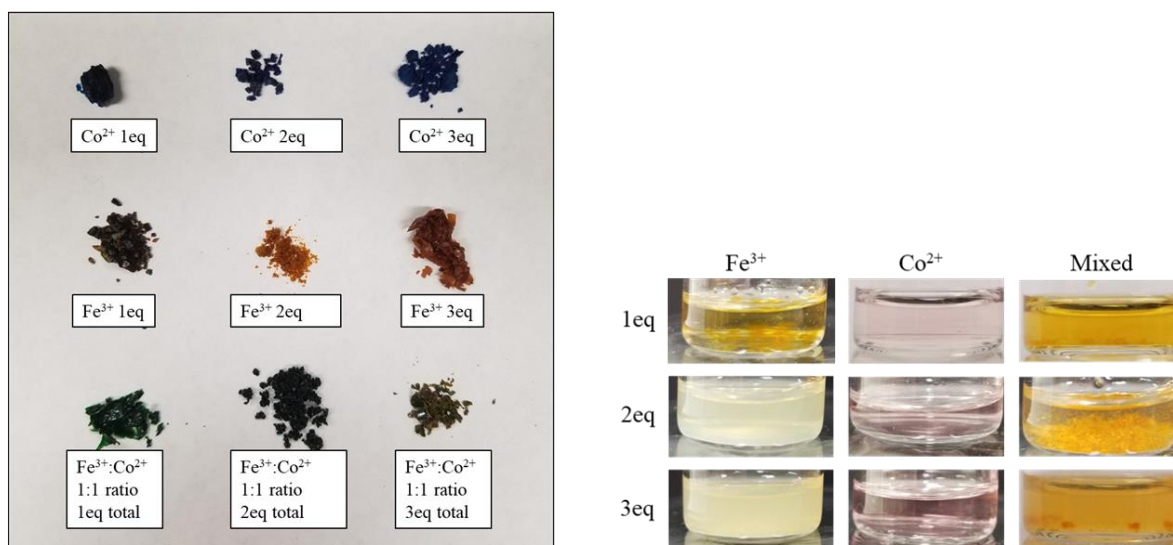 Co²⁺ 1eq
Co²⁺ 2eq
Co²⁺ 3eq
Fe³⁺ 1eq
Fe³⁺ 2eq
Fe³⁺ 3eq
Fe³⁺:Co²⁺
1:1 ratio
1eq total
Fe³⁺:Co²⁺
1:1 ratio
2eq total
Fe³⁺:Co²⁺
1:1 ratio
3eq total
Fe³⁺
Co²⁺
Mixed
1eq
2eq
3eq